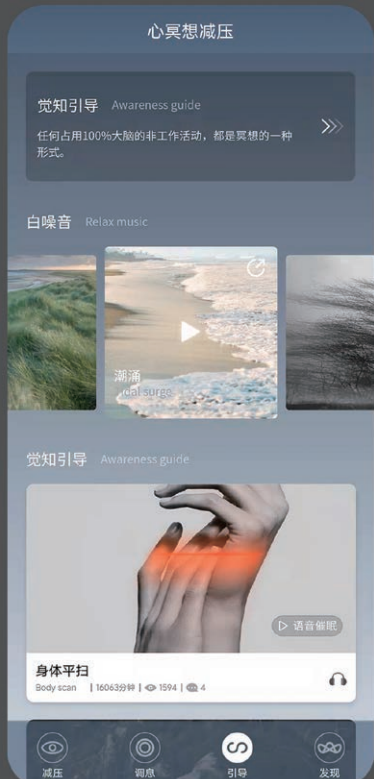 心冥想减压
觉知引导 Awareness guide
任何占用100%大脑的非工作活动，都是冥想的一种
形式。
白噪音 Relax music
潮涌
Tidal surge
觉知引导 Awareness guide
语音催眠
身体平扫
Body scan | 16063分钟 | 1594 | 4
减压 调息 引导 发现